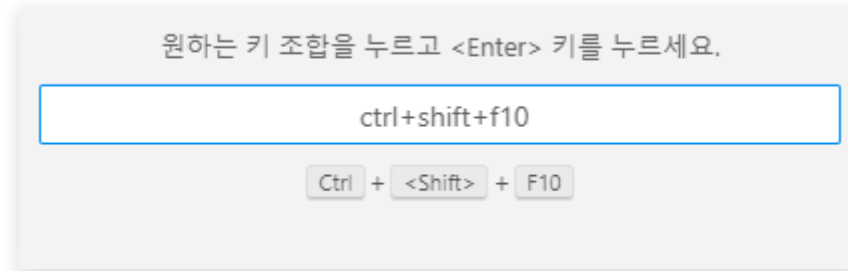 원하는 키 조합을 누르고 <Enter> 키를 누르세요.
ctrl+shift+f10
Ctrl + <Shift> + F10